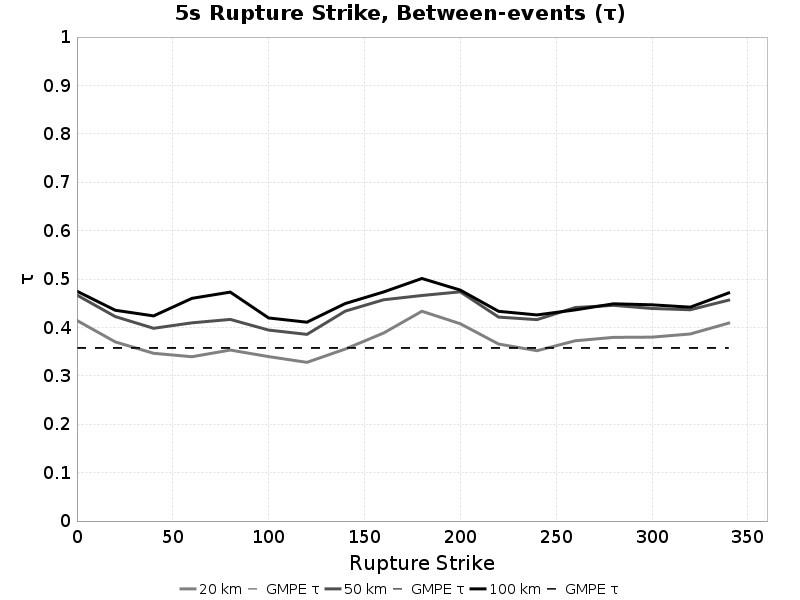 5s Rupture Strike, Between-events (τ)
1
0.9
0.8
0.7
0.6
0.5
0.4
0.3
0.2
0.1
0
τ
0 50 100 150 200 250 300 350
Rupture Strike
20 km GMPE τ 50 km GMPE τ 100 km GMPE τ